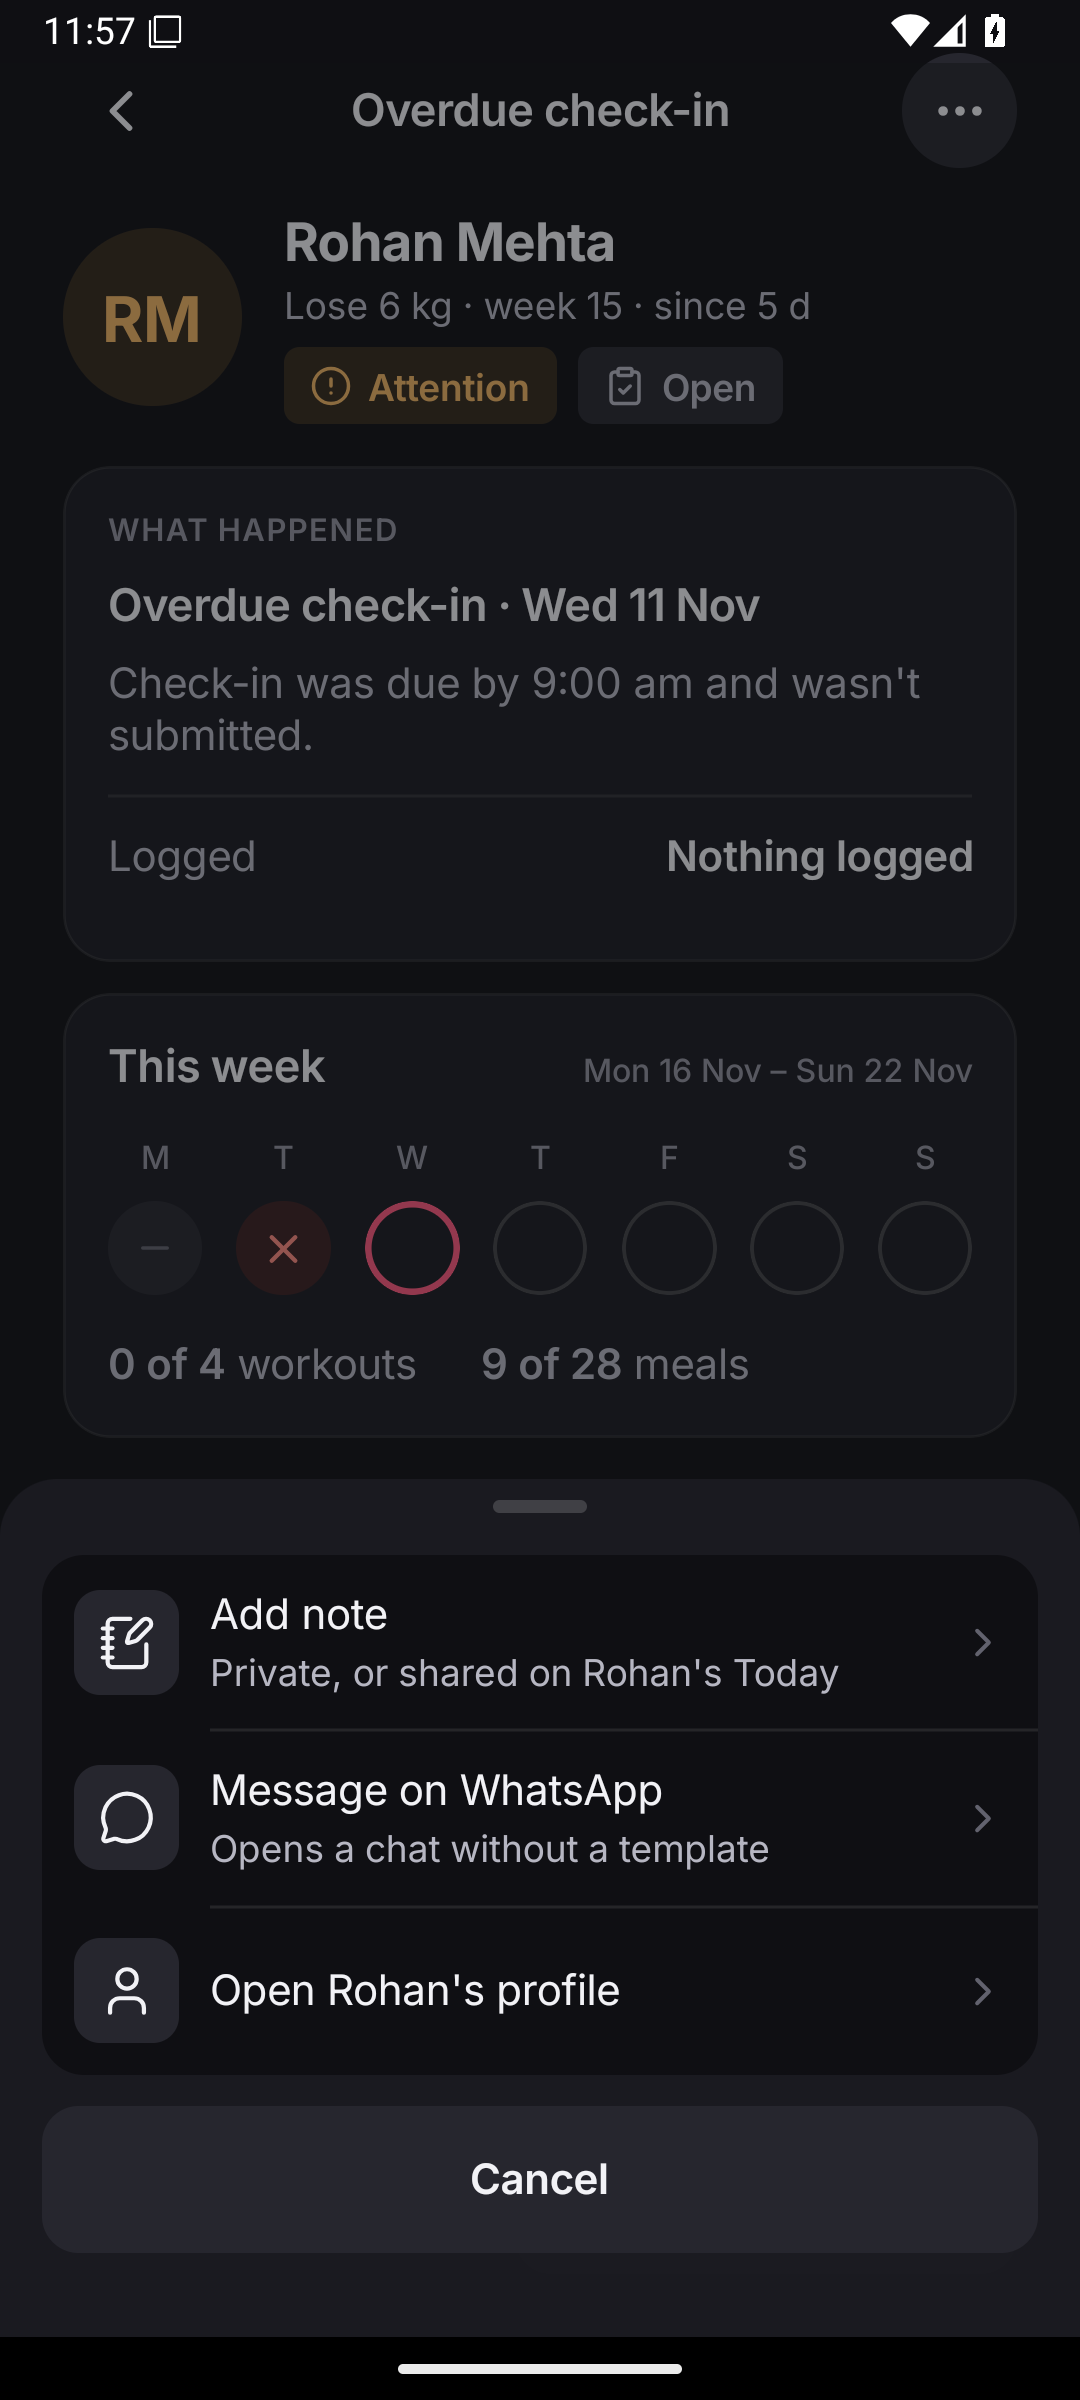 11:57
Overdue check-in
RM
Rohan Mehta
Lose 6 kg · week 15 · since 5 d
Attention
Open
WHAT HAPPENED
Overdue check-in · Wed 11 Nov
Check-in was due by 9:00 am and wasn't
submitted.
Logged
Nothing logged
This week
Mon 16 Nov – Sun 22 Nov
M T W T F S S
0 of 4 workouts
9 of 28 meals
Add note
Private, or shared on Rohan's Today
Message on WhatsApp
Opens a chat without a template
Open Rohan's profile
Cancel